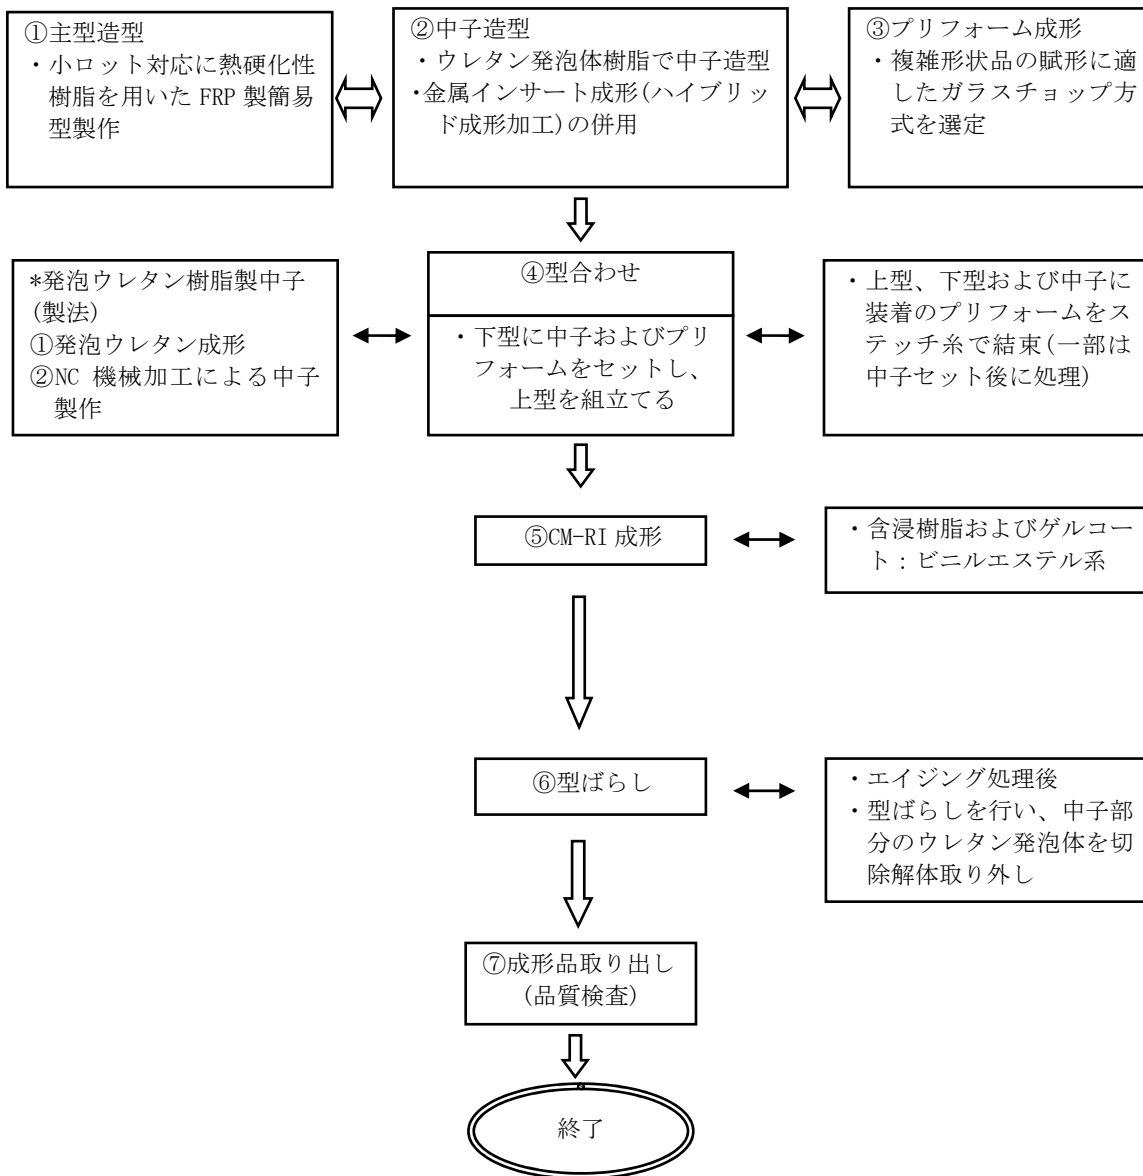 ①主型造型
・小ロット対応に熱硬化性
樹脂を用いた FRP 製簡易
型製作
②中子造型
・ウレタン発泡体樹脂で中子造型
・金属インサート成形(ハイブリッ
ド成形加工)の併用
③プリフォーム成形
・複雑形状品の賦形に適
したガラスチョップ方
式を選定
*発泡ウレタン樹脂製中子
(製法)
①発泡ウレタン成形
②NC 機械加工による中子
製作
④型合わせ
・下型に中子およびプリ
フォームをセットし、
上型を組立てる
・上型、下型および中子に
装着のプリフォームをス
テッチ糸で結束(一部は
中子セット後に処理)
⑤CM-RI 成形
・含浸樹脂およびゲルコー
ト：ビニルエステル系
⑥型ばらし
・エイジング処理後
・型ばらしを行い、中子部
分のウレタン発泡体を切
除解体取り外し
⑦成形品取り出し
(品質検査)
終了